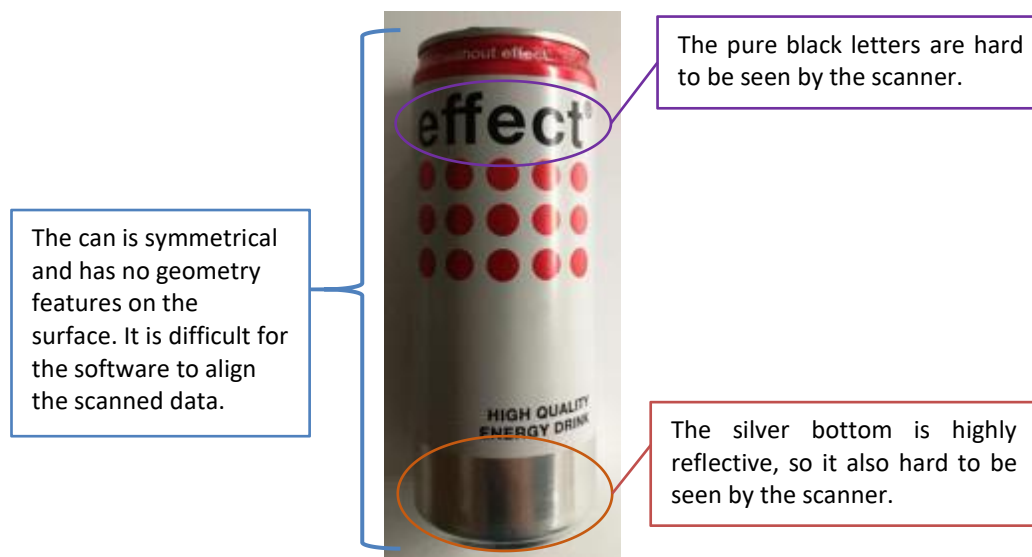 The pure black letters are hard
to be seen by the scanner.
effect
effect®
The can is symmetrical
and has no geometry
features on the
surface. It is difficult for
the software to align
the scanned data.
HIGH QUALITY
ENERGY DRINK
The silver bottom is highly
reflective, so it also hard to be
seen by the scanner.